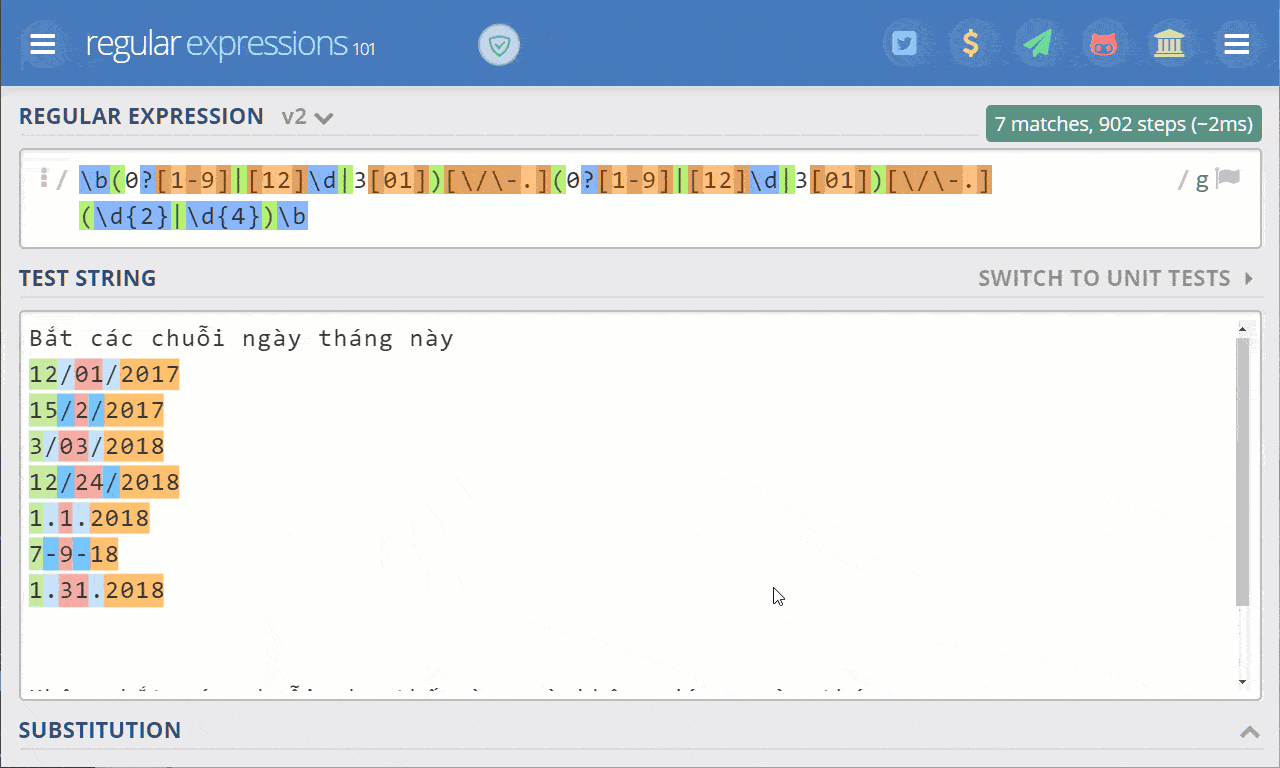 regular expressions 101
REGULAR EXPRESSION v2
7 matches, 902 steps (~2ms)
/ \b(0?[1-9]|[12]\d|3[01])[\/\-.](0?[1-9]|[12]\d|3[01])[\/\-.] / g
(\d{2}|\d{4})\b
TEST STRING SWITCH TO UNIT TESTS
Bắt các chuỗi ngày tháng này
12/01/2017
15/2/2017
3/03/2018
12/24/2018
1.1.2018
7-9-18
1.31.2018
SUBSTITUTION